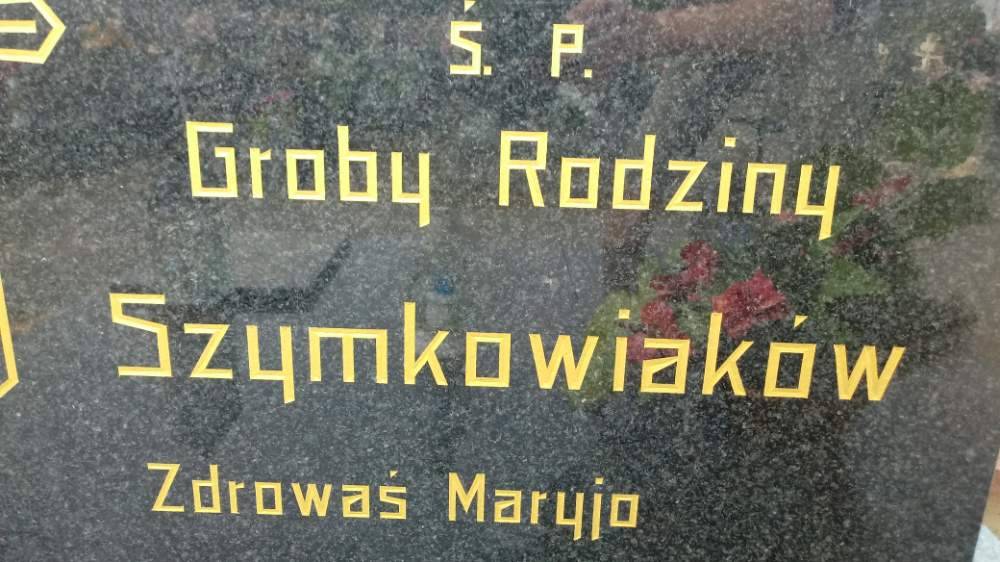 Ś. P.
Groby Rodziny
Szymkowiaków
Zdrowaś Maryjo